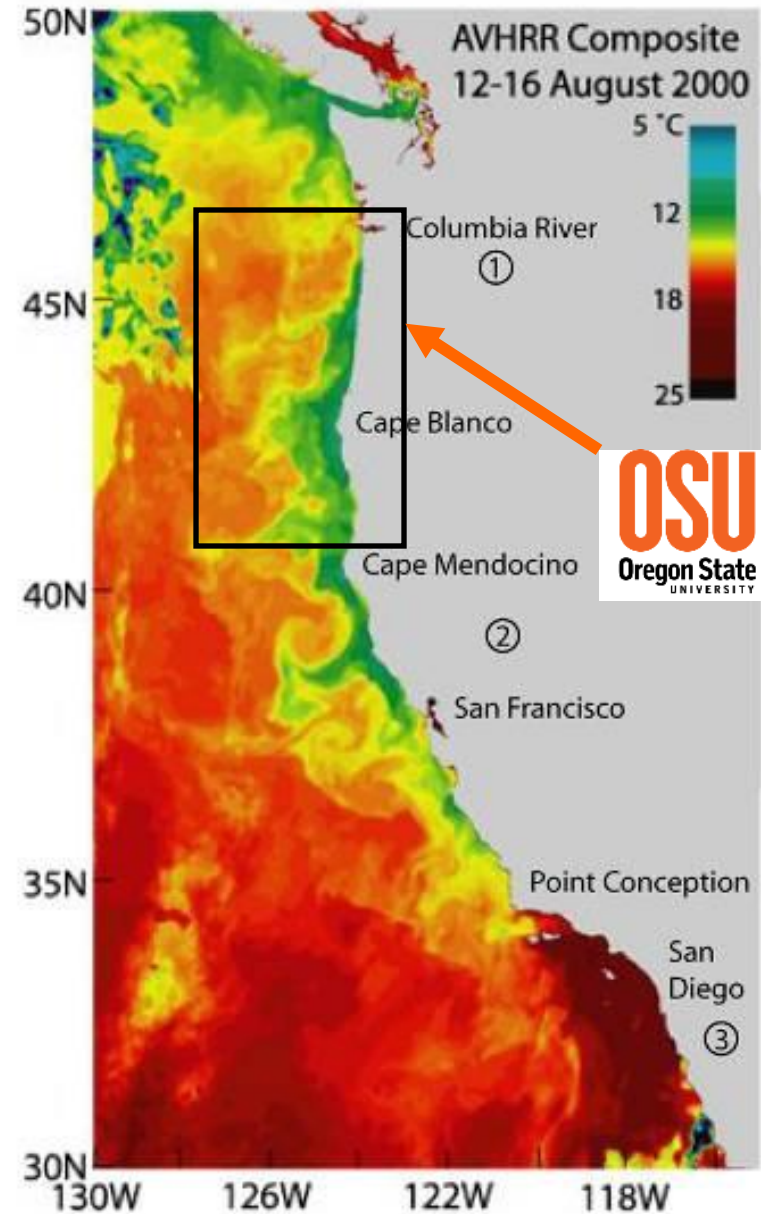 50N
AVHRR Composite
12-16 August 2000
5 °C
12
18
25
Columbia River
①
45N
Cape Blanco
OSU
Oregon State
UNIVERSITY
Cape Mendocino
40N
②
San Francisco
35N
Point Conception
San
Diego
③
30N
130W 126W 122W 118W